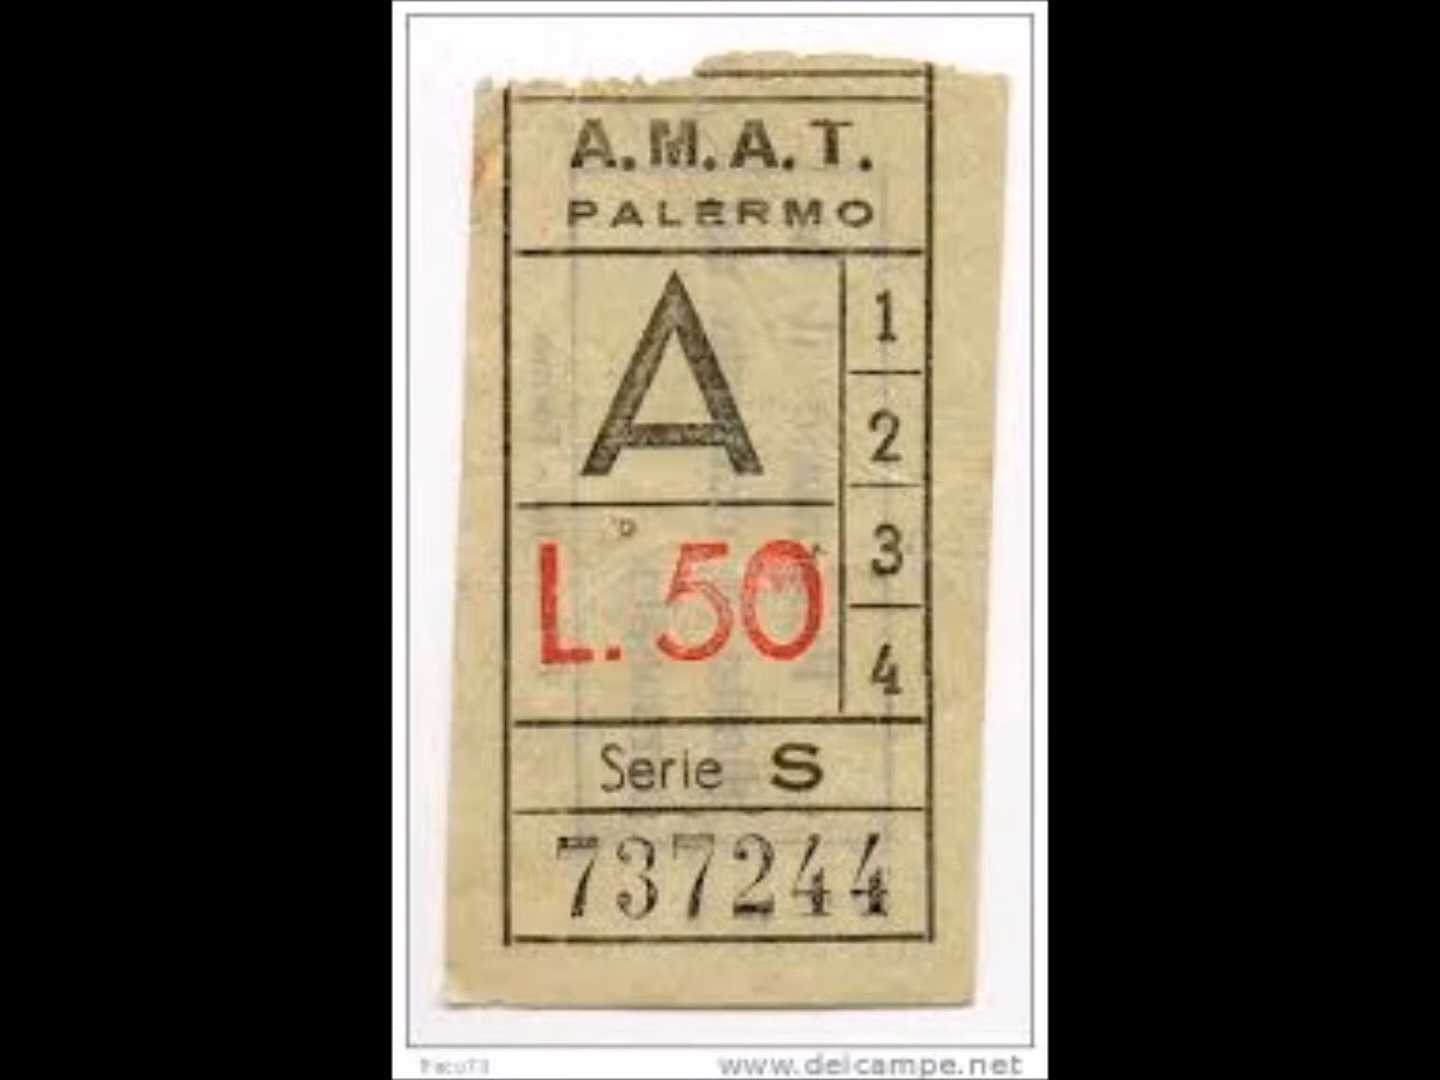 A.M.A.T.
PALERMO
A
1
2
3
4
L. 50
Serie S
737244
www.delcampe.net